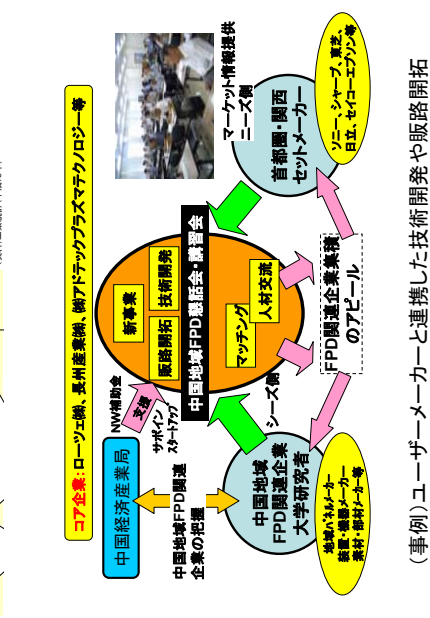 コア企業：ローツェ㈱、長州産業㈱、㈱アドテックプラズマテクノロジー等
中国経済産業局
NW補助金
支援
サポイン
スタートアップ
中国地域FPD関連
企業の把握
新事業
販路開拓
技術開発
中国地域FPD懇話会・講習会
マッチング
人材交流
マーケット情報提供
ニーズ側
首都圏・関西
セットメーカー
ソニー、シャープ、東芝、
日立、セイコーエプソン等
シーズ側
中国地域
FPD関連企業
大学研究者
地域パネルメーカー
装置・機器メーカー
素材・部材メーカー等
FPD関連企業集積
のアピール
（事例）ユーザーメーカーと連携した技術開発や販路開拓